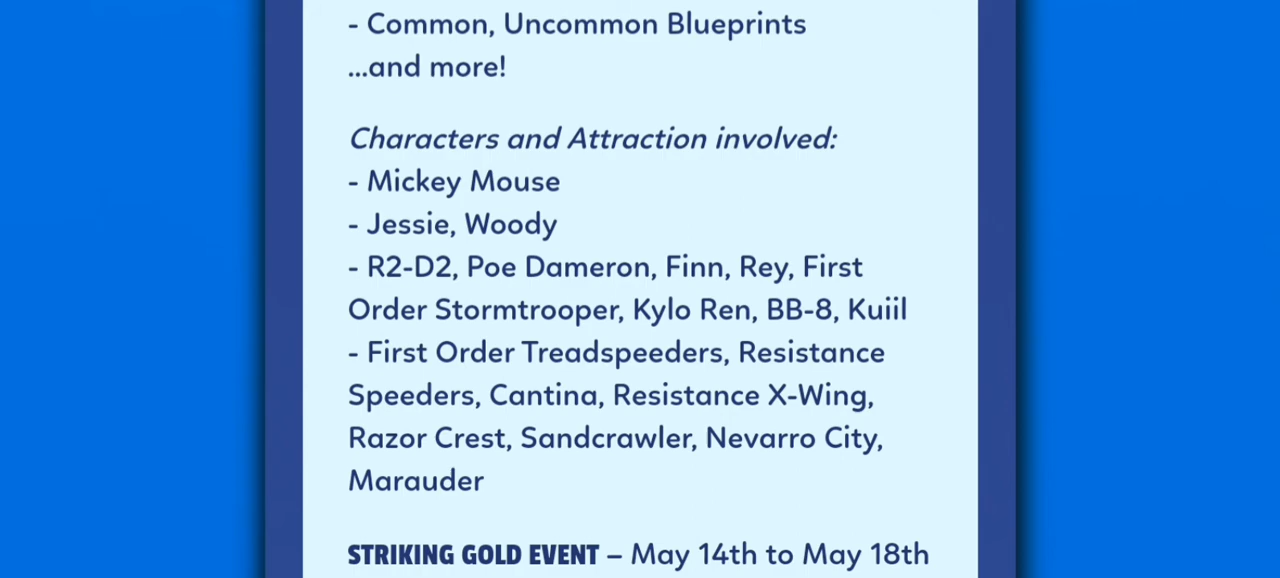 - Common, Uncommon Blueprints
...and more!
Characters and Attraction involved:
- Mickey Mouse
- Jessie, Woody
- R2-D2, Poe Dameron, Finn, Rey, First
Order Stormtrooper, Kylo Ren, BB-8, Kuiil
- First Order Treadspeeders, Resistance
Speeders, Cantina, Resistance X-Wing,
Razor Crest, Sandcrawler, Nevarro City,
Marauder
STRIKING GOLD EVENT – May 14th to May 18th